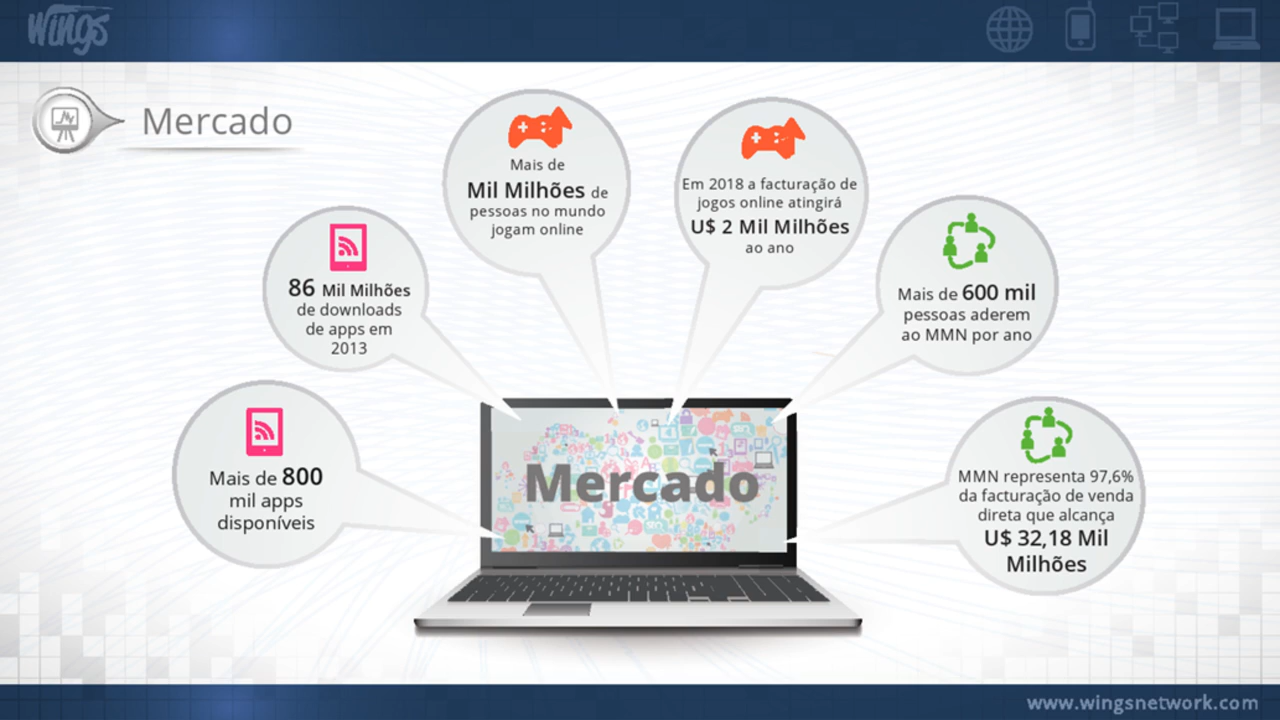 Wings
Mercado
Mais de
Mil Milhões de
pessoas no mundo
jogam online
Em 2018 a facturação de
jogos online atingirá
U$ 2 Mil Milhões
ao ano
86 Mil Milhões
de downloads
de apps em
2013
Mais de 600 mil
pessoas aderem
ao MMN por ano
Mais de 800
mil apps
disponíveis
Mercado
MMN representa 97,6%
da facturação de venda
direta que alcança
U$ 32,18 Mil
Milhões
www.wingsnetwork.com